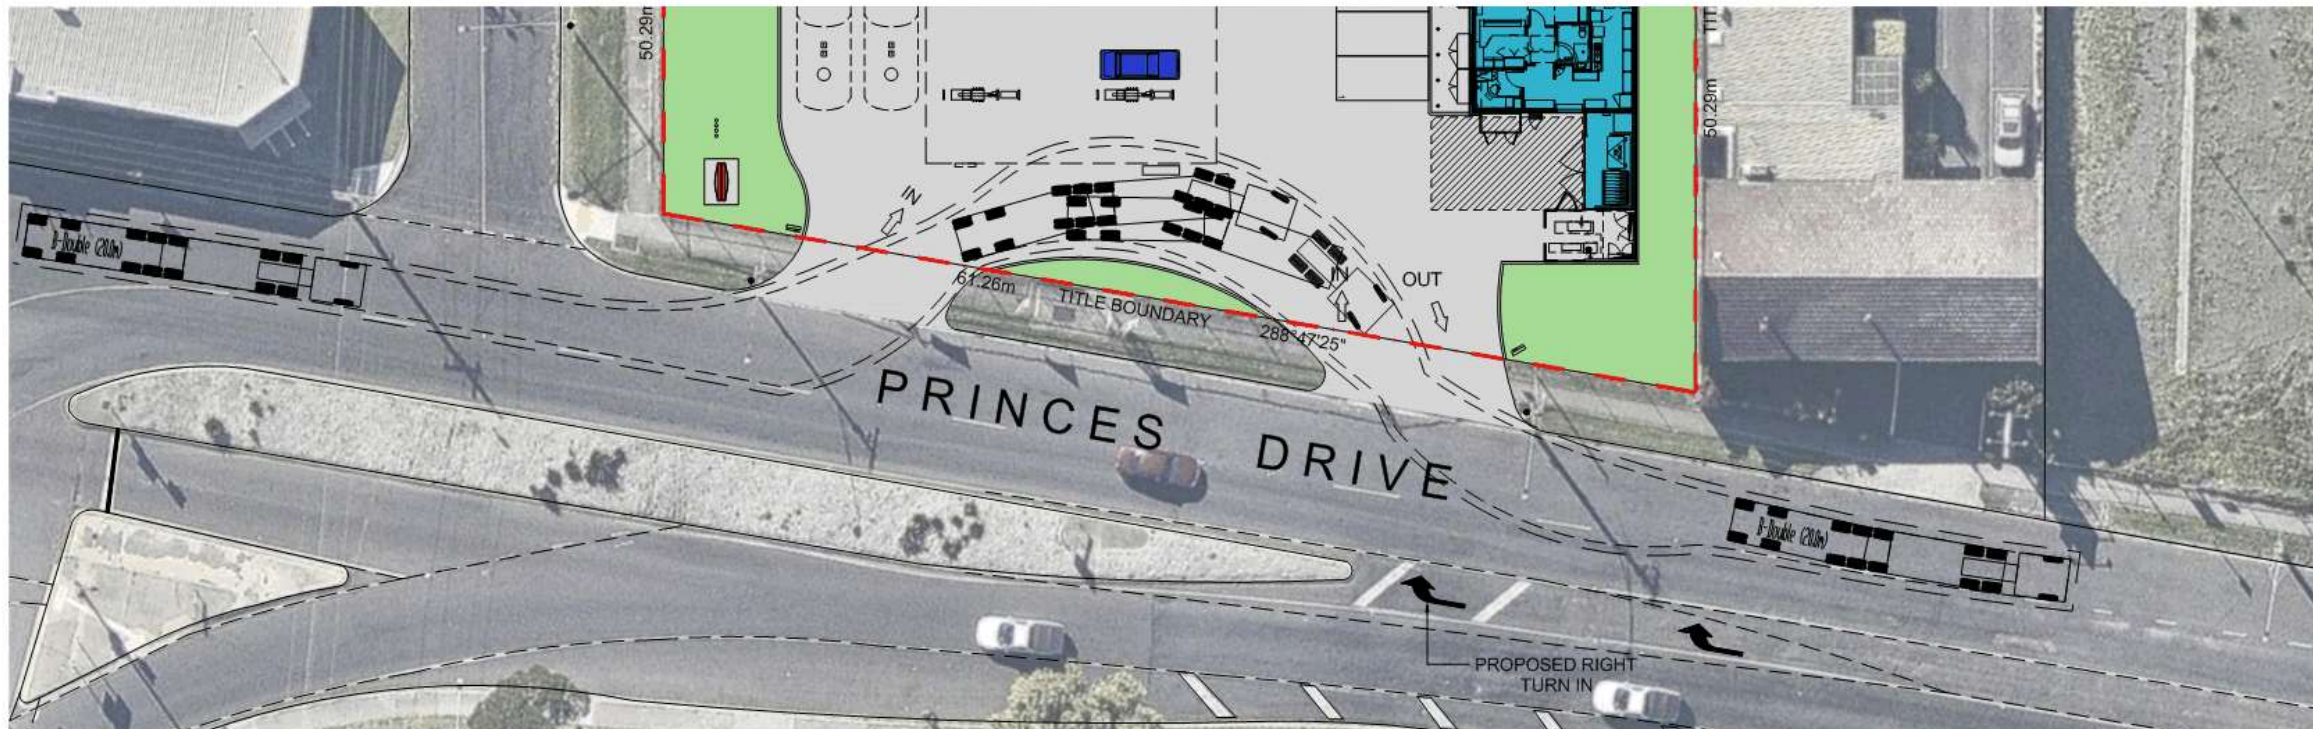 50.29m
TIT
50.29m
IN
B-Double (20.0m)
61.26m
TITLE BOUNDARY
288°47'25"
IN
OUT
PRINCES DRIVE
B-Double (20.0m)
PROPOSED RIGHT
TURN IN